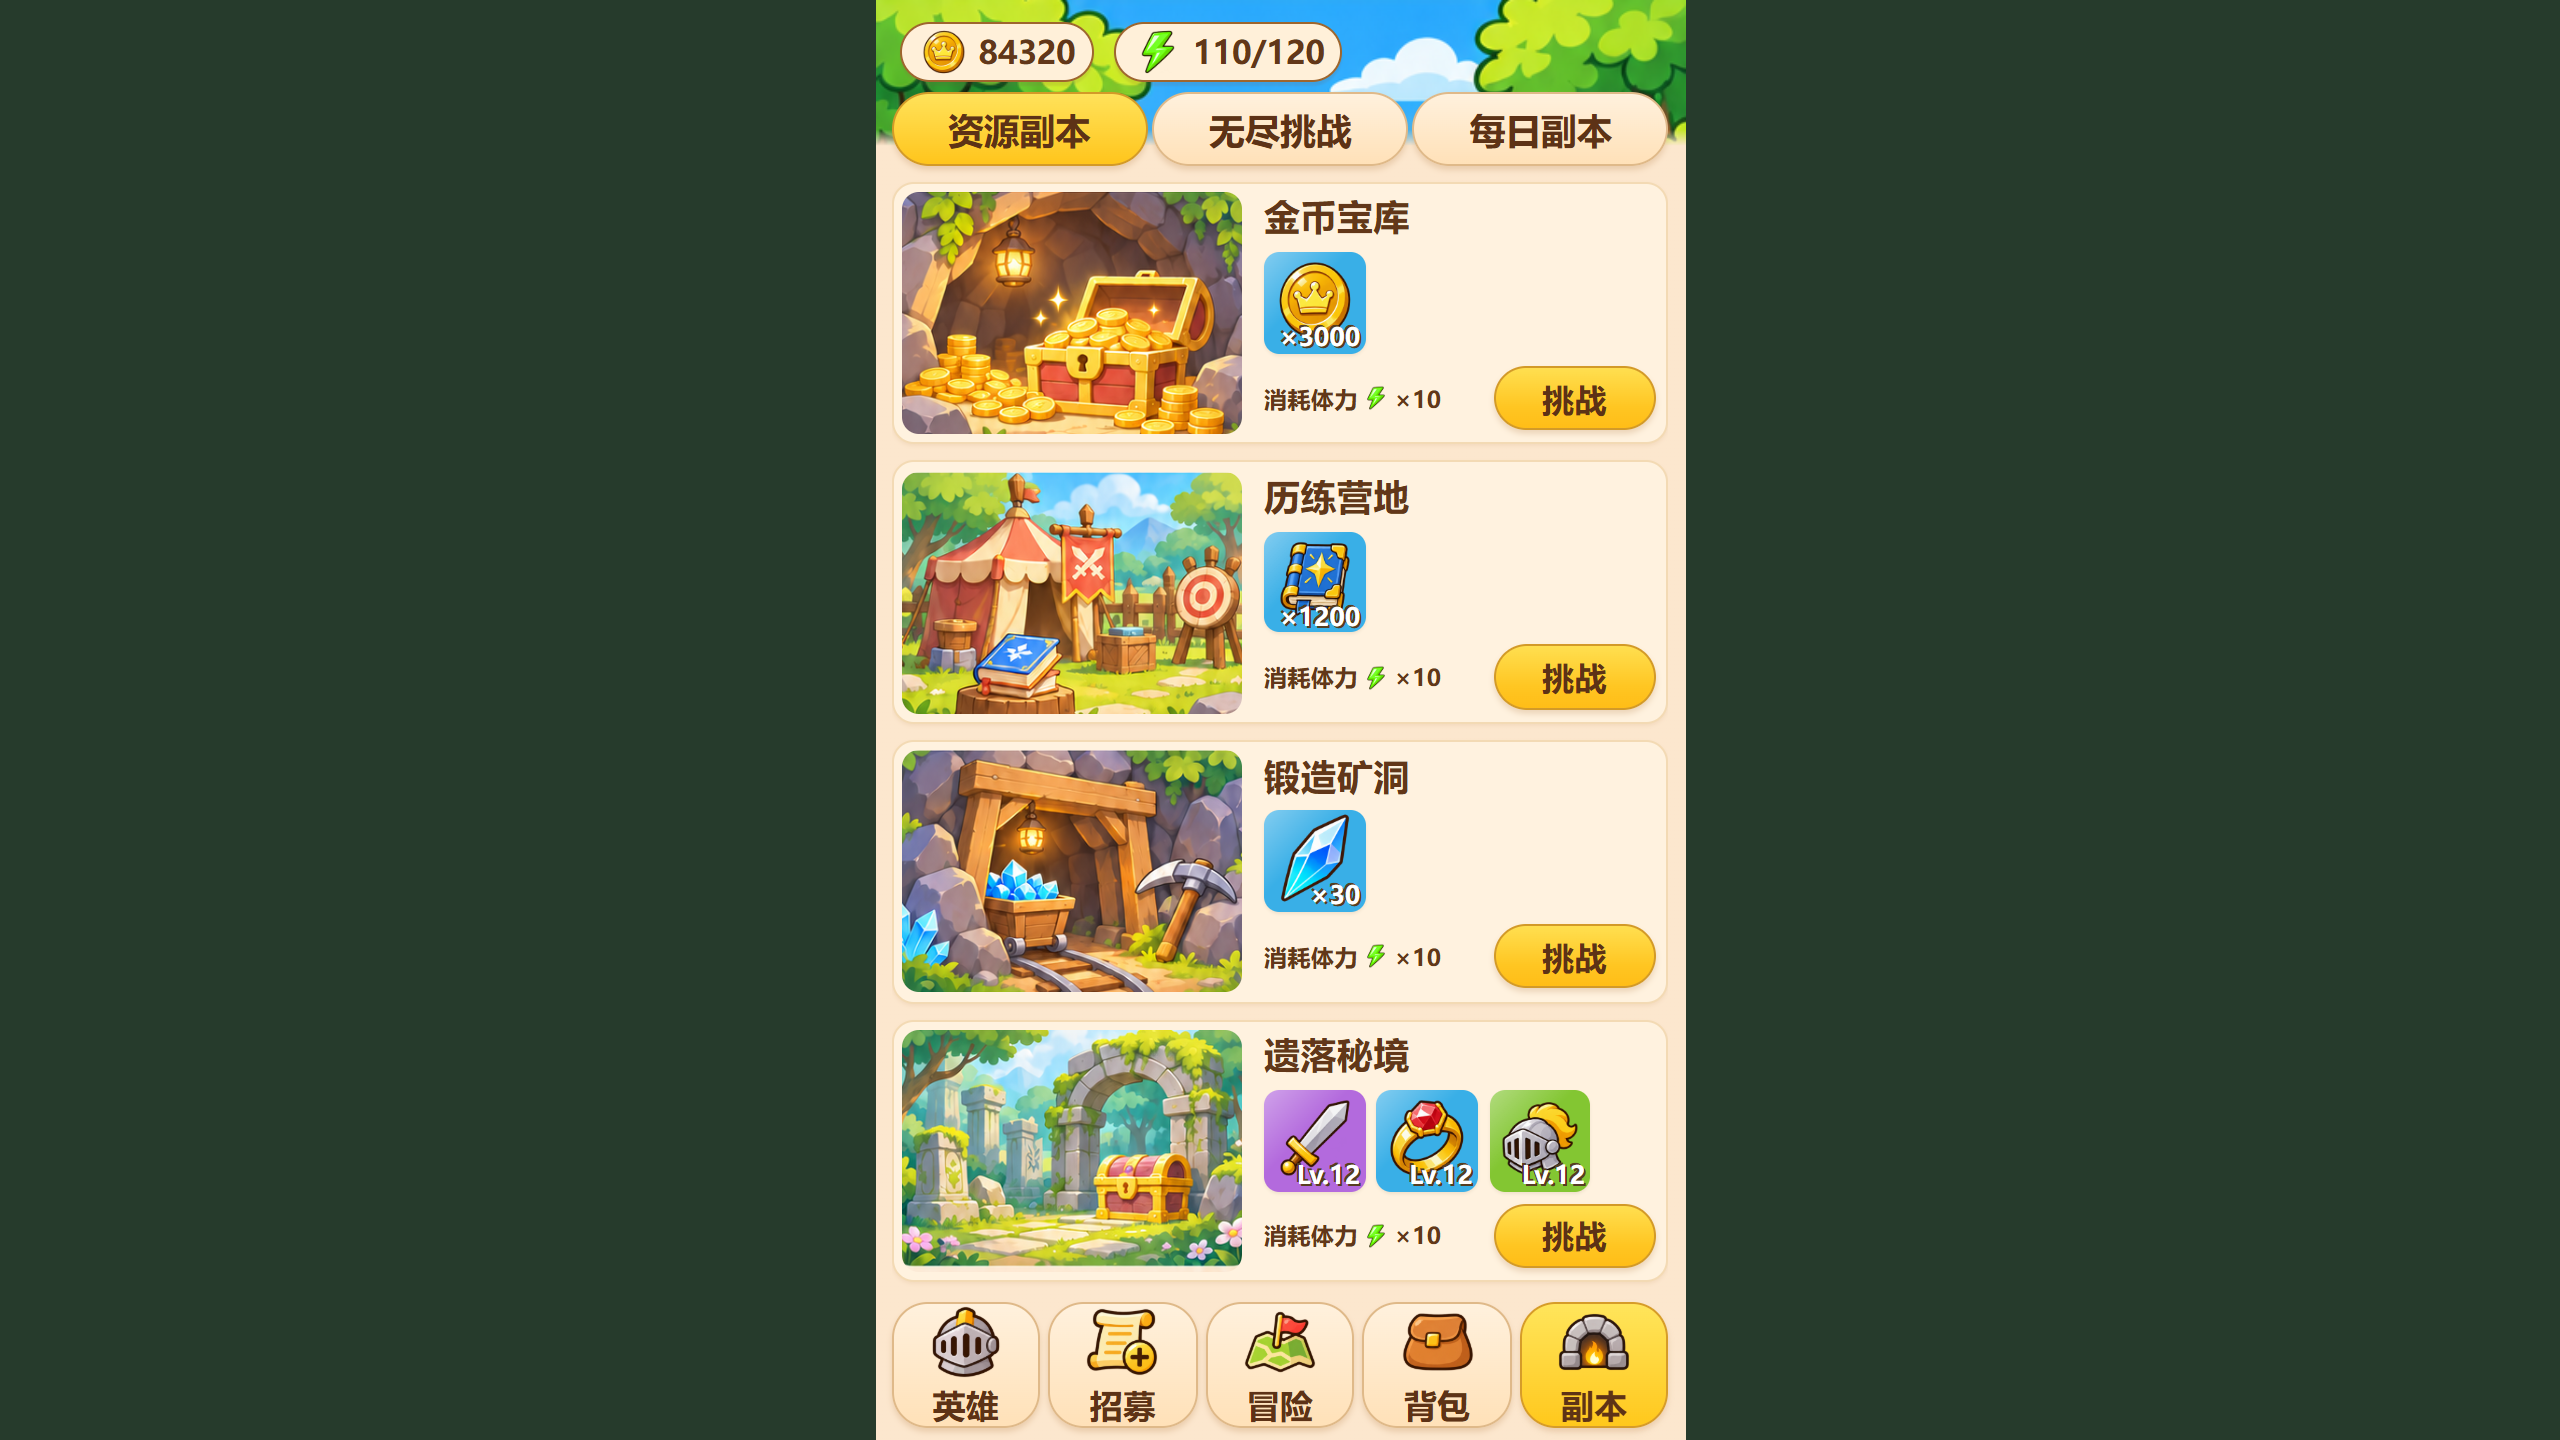 84320 110/120
资源副本 无尽挑战 每日副本
金币宝库
×3000
消耗体力 ×10 挑战
历练营地
×1200
消耗体力 ×10 挑战
锻造矿洞
×30
消耗体力 ×10 挑战
遗落秘境
Lv.12 Lv.12 Lv.12
消耗体力 ×10 挑战
英雄 招募 冒险 背包 副本